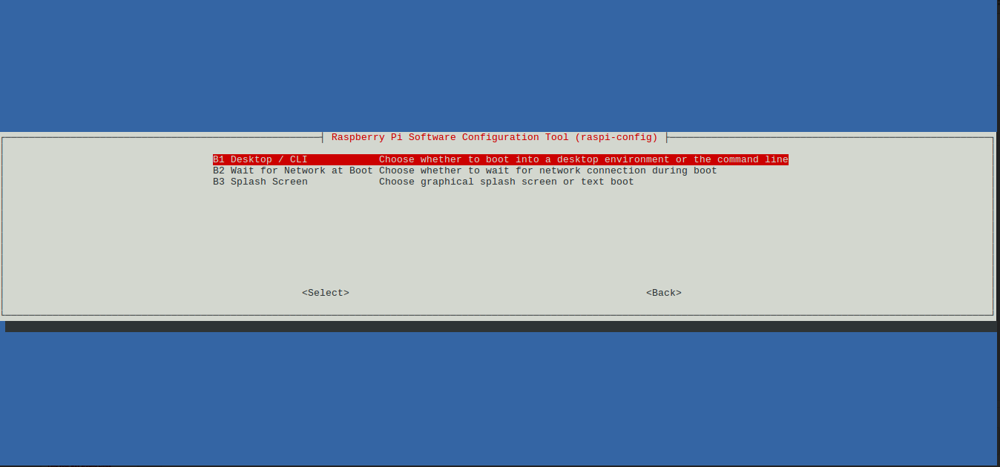 Raspberry Pi Software Configuration Tool (raspi-config)
B1 Desktop / CLI Choose whether to boot into a desktop environment or the command line
B2 Wait for Network at Boot Choose whether to wait for network connection during boot
B3 Splash Screen Choose graphical splash screen or text boot
<Select> <Back>